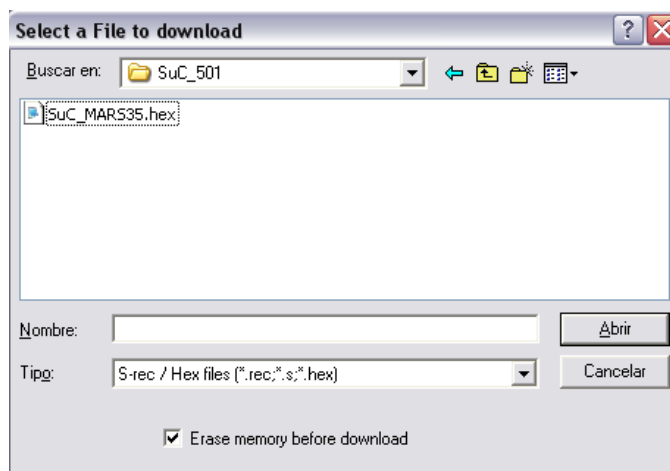 Select a File to download
Buscar en: SuC_501
SuC_MARS35.hex
Nombre: Abrir
Tipo: S-rec / Hex files (*.rec;*.s;*.hex) Cancelar
Erase memory before download